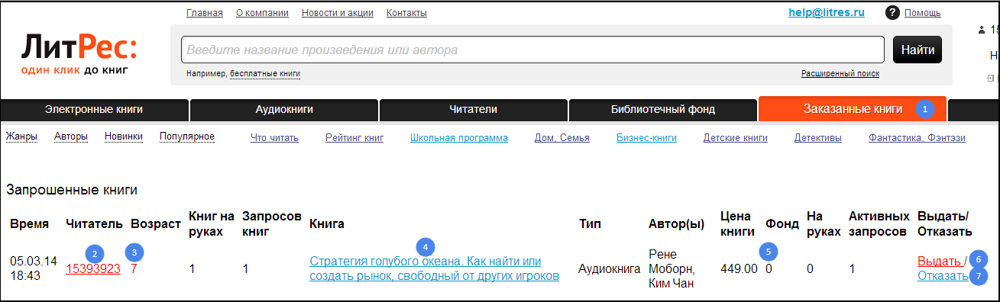 Главная О компании Новости и акции Контакты help@litres.ru ? Помощь
ЛитРес:
один клик до книг
Введите название произведения или автора Найти
Например, бесплатные книги Расширенный поиск
15
Электронные книги Аудиокниги Читатели Библиотечный фонд Заказанные книги 1
Жанры Авторы Новинки Популярное Что читать Рейтинг книг Школьная программа Дом, Семья Бизнес-книги Детские книги Детективы Фантастика, Фэнтэзи
Запрошенные книги
Время Читатель Возраст Книг на руках Запросов книг Книга Тип Автор(ы) Цена книги Фонд На руках Активных запросов Выдать/ Отказать
2 3 4 5
05.03.14 18:43 15393923 7 1 1 Стратегия голубого океана. Как найти или создать рынок, свободный от других игроков Аудиокнига Рене Моборн, Ким Чан 449.00 0 0 1 Выдать / Отказать
6
7